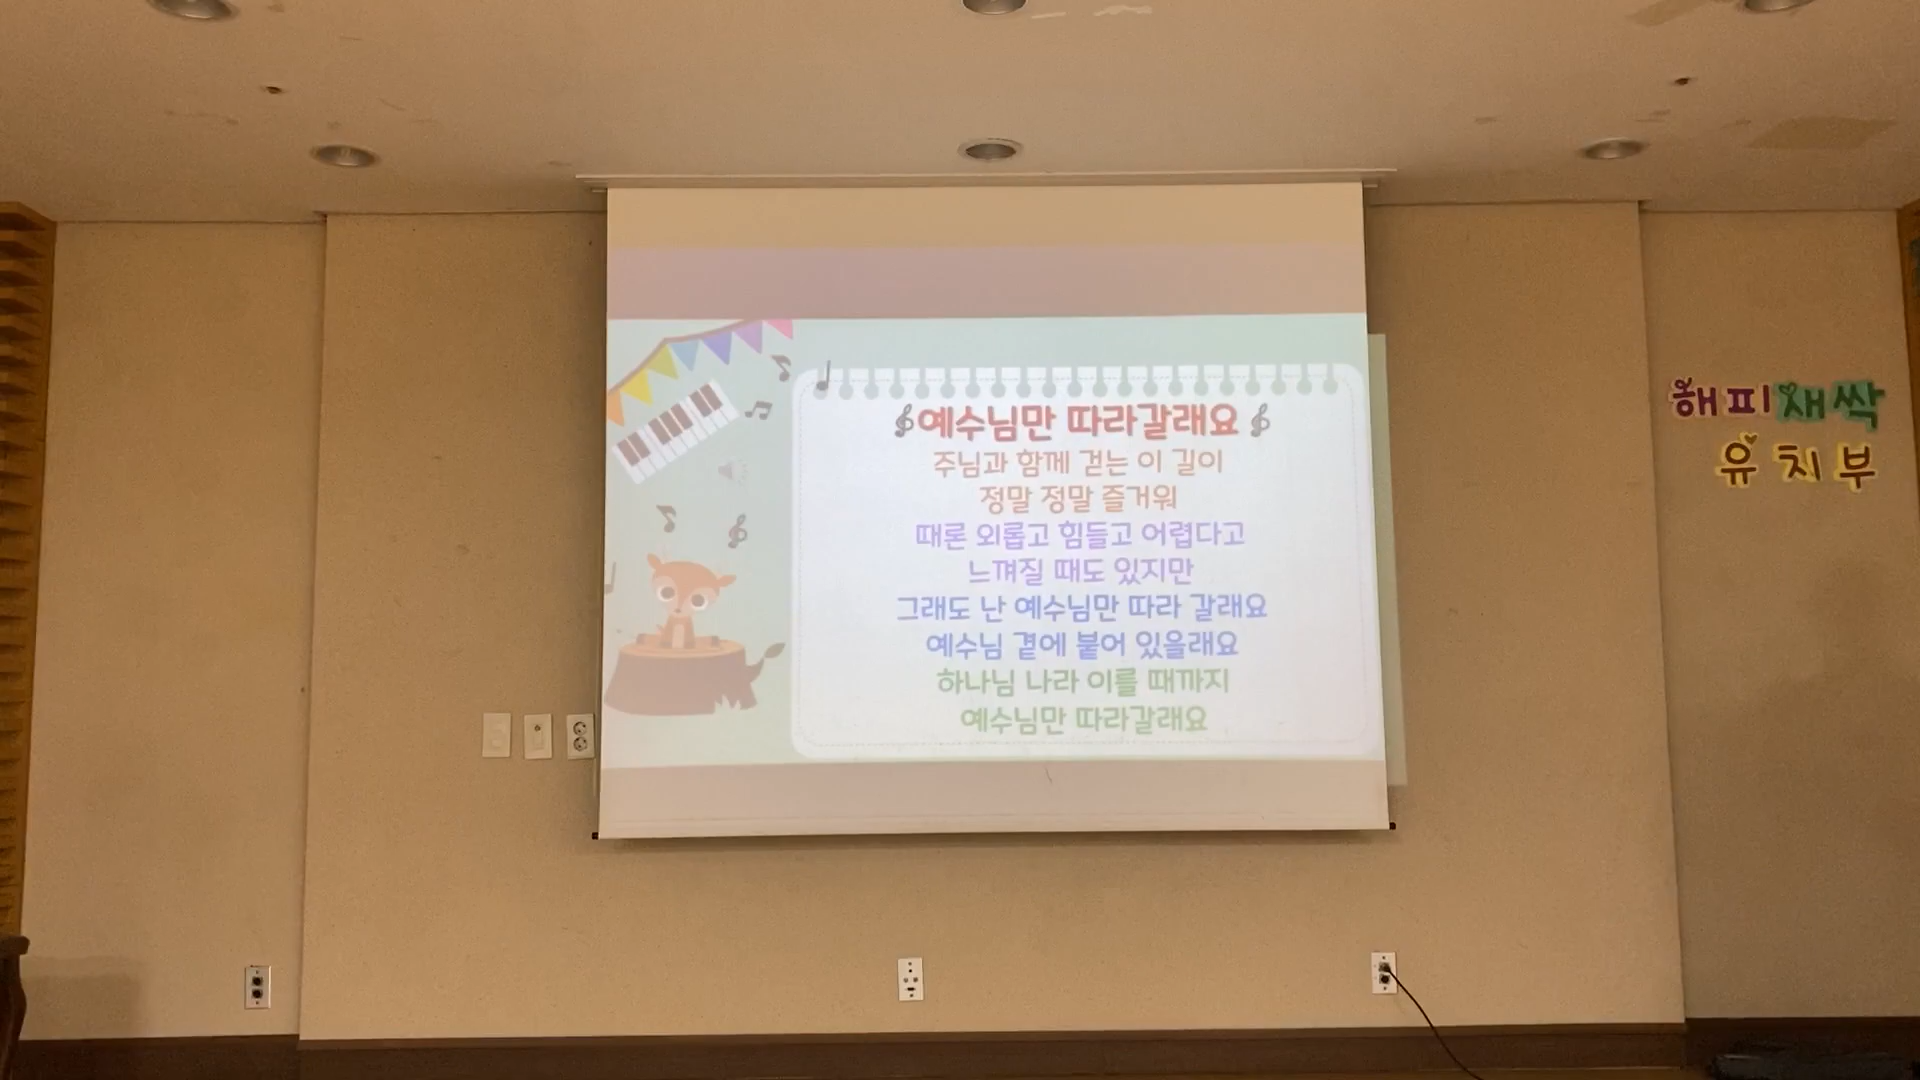 예수님만 따라갈래요
주님과 함께 걷는 이 길이
정말 정말 즐거워
때론 외롭고 힘들고 어렵다고
느껴질 때도 있지만
그래도 난 예수님만 따라 갈래요
예수님 곁에 붙어 있을래요
하나님 나라 이를 때까지
예수님만 따라갈래요
해피채싹
유치부